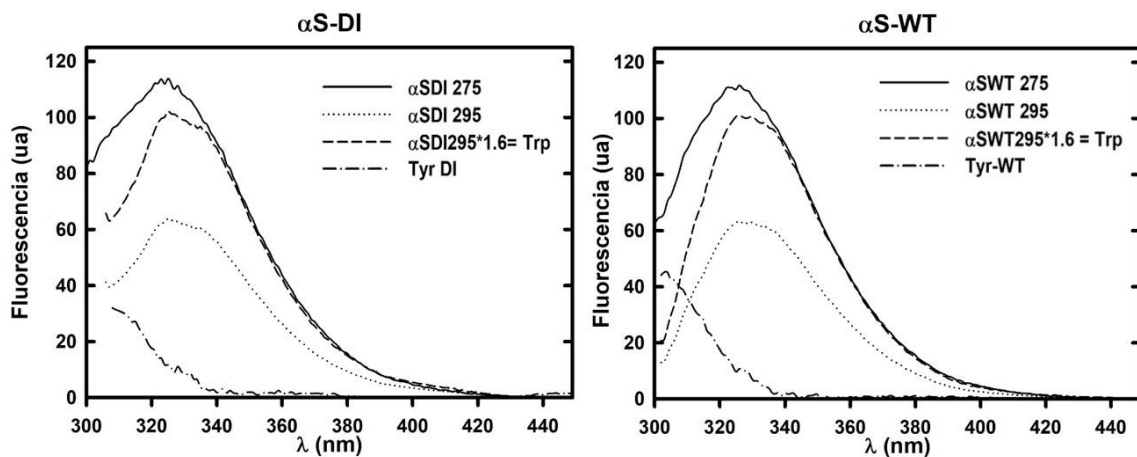 αS-DI
αSDI 275
αSDI 295
αSDI295*1.6= Trp
Tyr DI
Fluorescencia (ua)
120
100
80
60
40
20
0
300 320 340 360 380 400 420 440
λ (nm)
αS-WT
αSWT 275
αSWT 295
αSWT295*1.6= Trp
Tyr-WT
Fluorescencia (ua)
120
100
80
60
40
20
0
300 320 340 360 380 400 420 440
λ (nm)